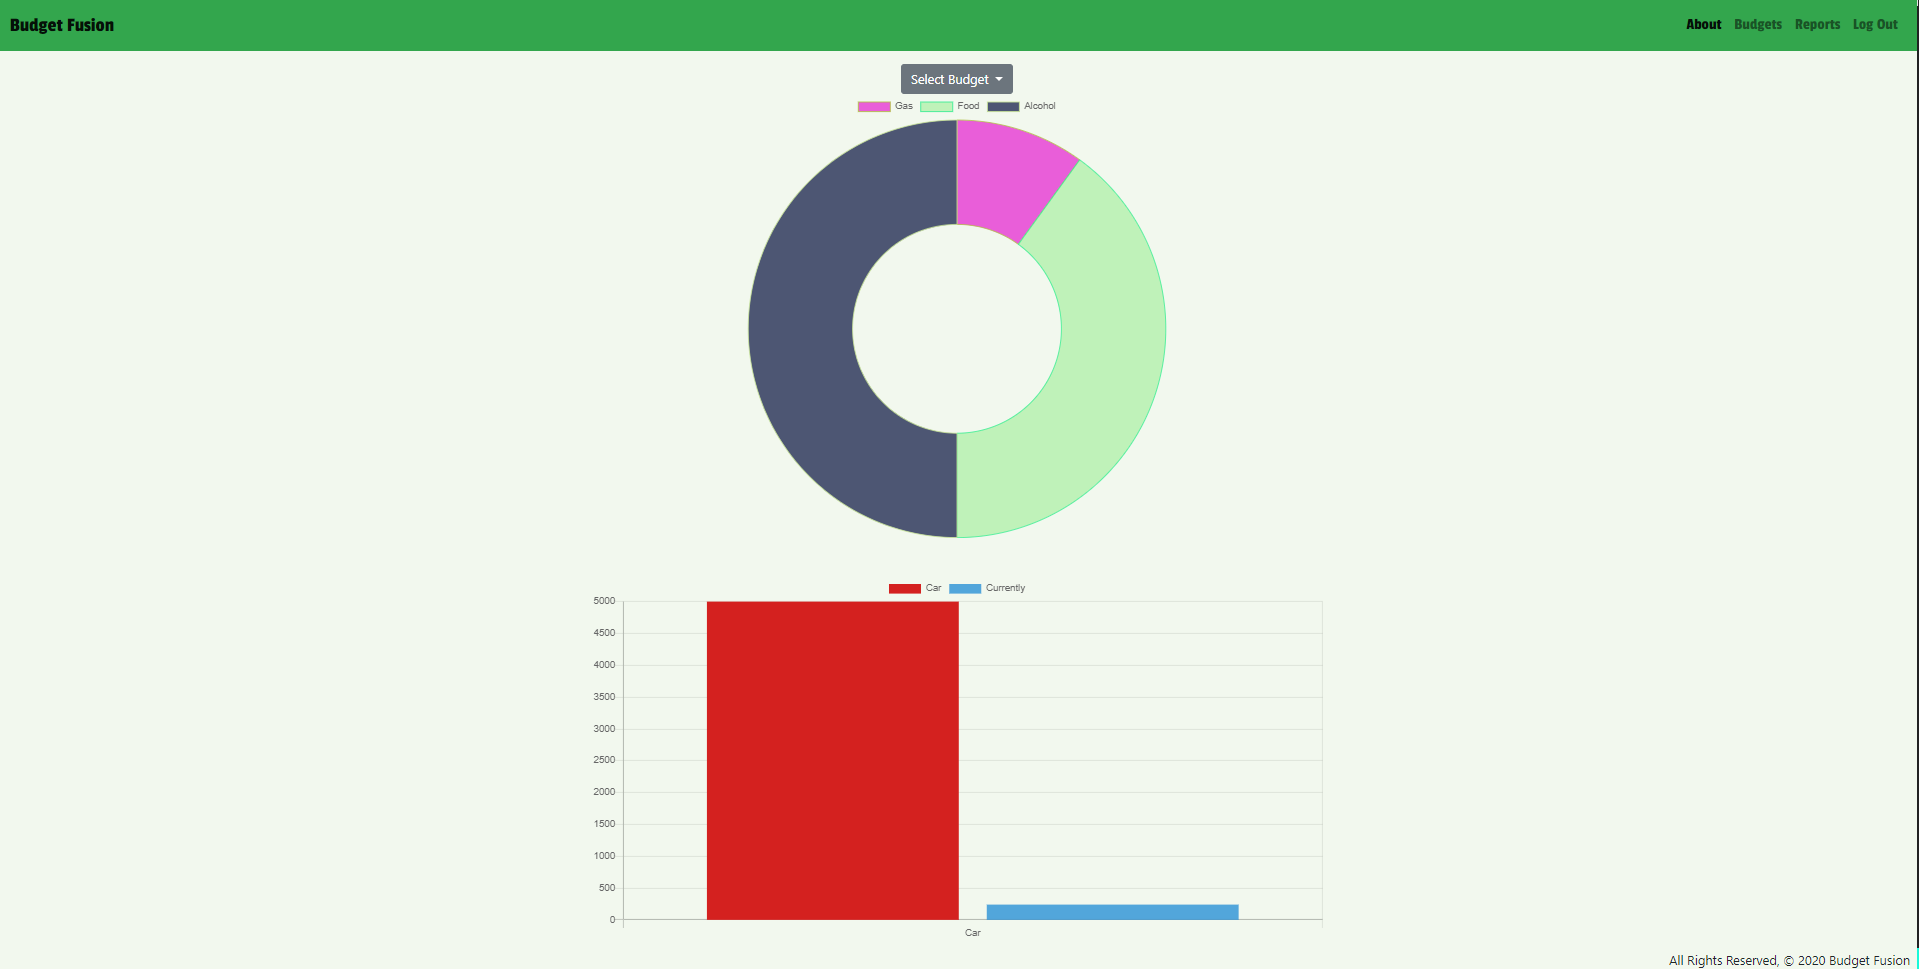 Budget Fusion
About Budgets Reports Log Out
Select Budget
Gas Food Alcohol
Car Currently
5000
4500
4000
3500
3000
2500
2000
1500
1000
500
0
Car
All Rights Reserved, © 2020 Budget Fusion